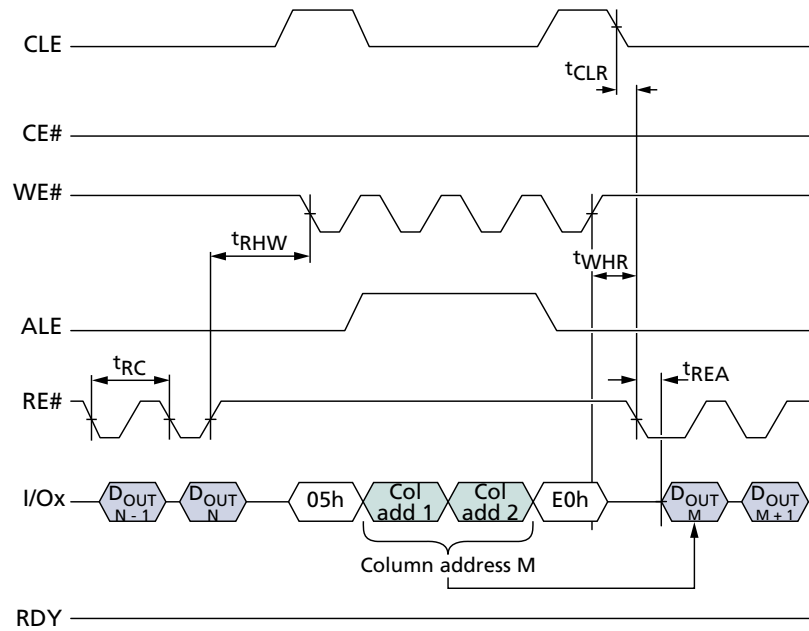 CLE
tCLR
CE#
WE#
tRHW
tWHR
ALE
tRC
tREA
RE#
I/Ox
DOUT
N - 1
DOUT
N
05h
Col
add 1
Col
add 2
E0h
DOUT
M
DOUT
M + 1
Column address M
RDY